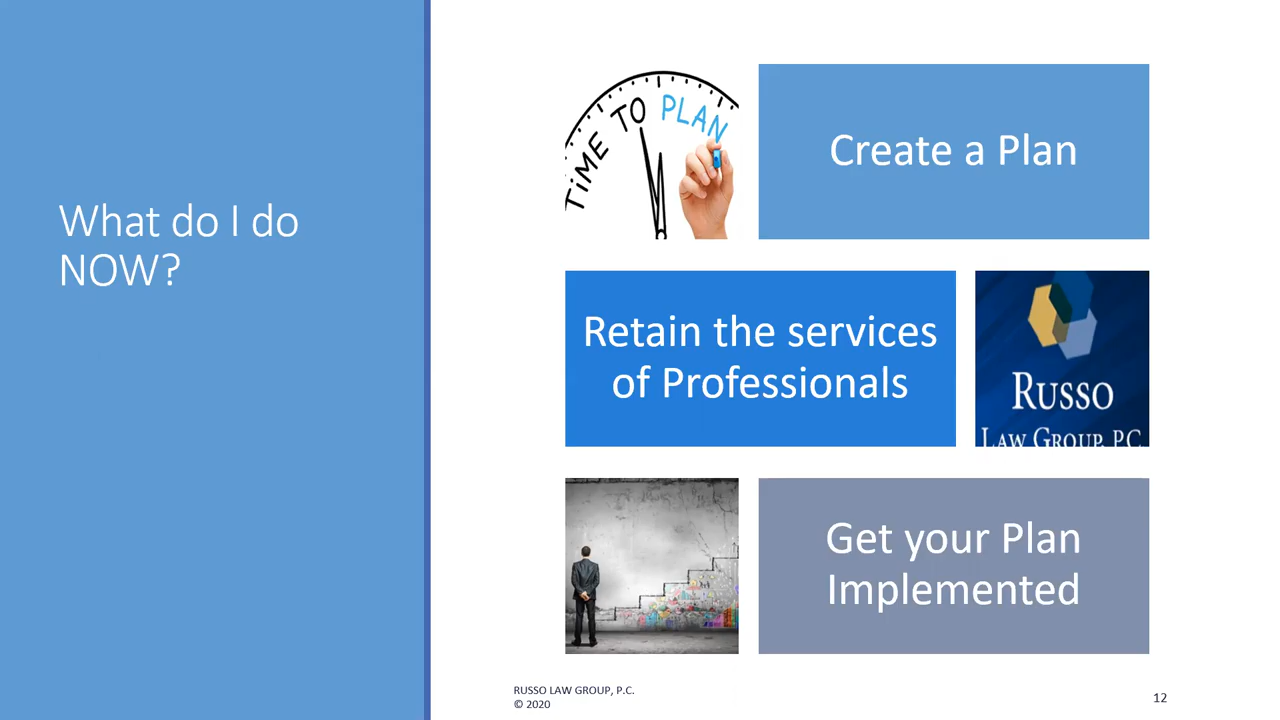 What do I do
NOW?
TIME TO PLAN
Create a Plan
Retain the services
of Professionals
RUSSO
LAW GROUP, P.C.
Get your Plan
Implemented
RUSSO LAW GROUP, P.C.
© 2020
12